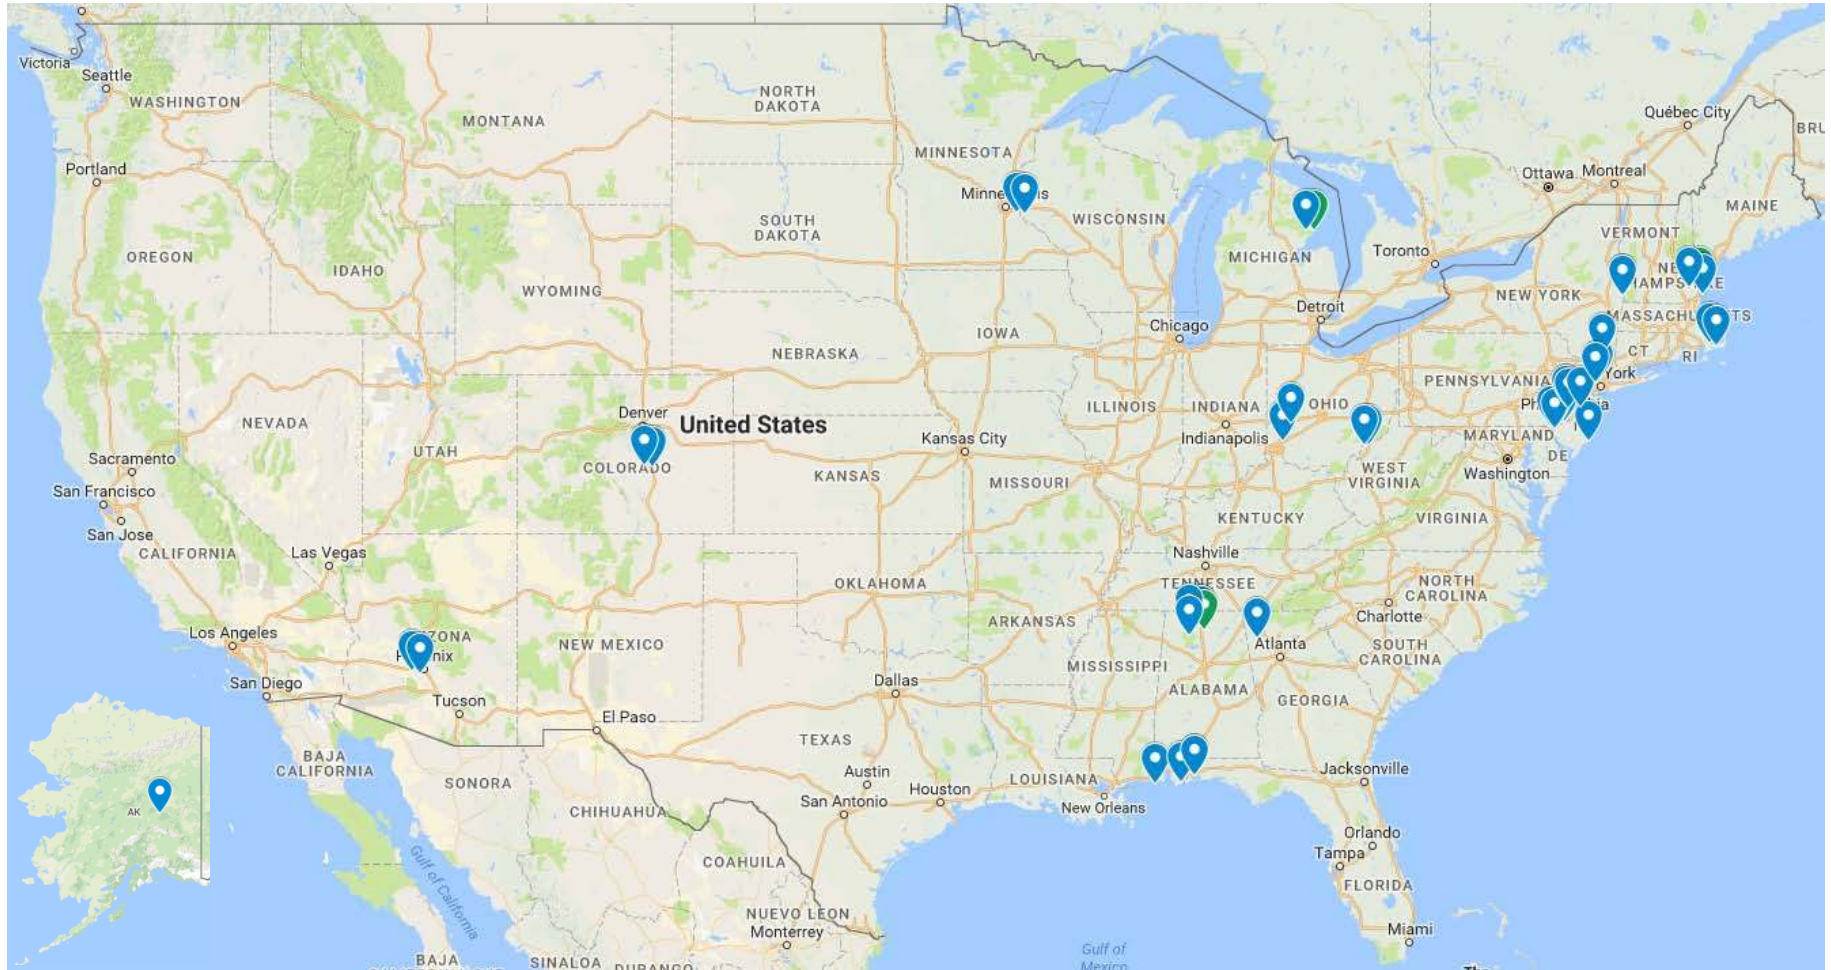 Victoria
Seattle
WASHINGTON
MONTANA
NORTH
DAKOTA
MINNESOTA
Québec City
BRU
Ottawa
Montreal
Portland
MAINE
WISCONSIN
SOUTH
DAKOTA
VERMONT
Toronto
MICHIGAN
OREGON
IDAHO
WYOMING
NEW YORK
Detroit
Chicago
MASSACHUSETTS
IOWA
NEBRASKA
CT
RI
PENNSYLVANIA
York
ILLINOIS
INDIANA
OHIO
Denver
United States
NEVADA
Indianapolis
Kansas City
MARYLAND
UTAH
DE
Sacramento
COLORADO
KANSAS
MISSOURI
WEST
VIRGINIA
Washington
San Francisco
San Jose
CALIFORNIA
Las Vegas
KENTUCKY
VIRGINIA
Nashville
TENNESSEE
OKLAHOMA
NORTH
CAROLINA
Charlotte
ARKANSAS
Los Angeles
NEW MEXICO
Atlanta
SOUTH
CAROLINA
MISSISSIPPI
San Diego
Dallas
ALABAMA
GEORGIA
Tucson
El Paso
TEXAS
BAJA
CALIFORNIA
SONORA
Austin
Houston
LOUISIANA
Jacksonville
San Antonio
New Orleans
CHIHUAHUA
AK
Orlando
Tampa
COAHUILA
FLORIDA
Gulf of California
NUEVO LEON
Monterrey
Miami
Gulf of
Mexico
BAJA
SINALOA
DURANGO
The